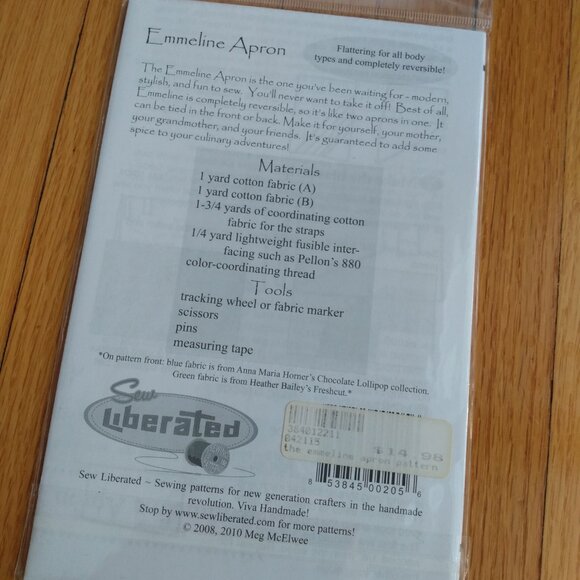 Emmeline Apron
Flattering for all body
types and completely reversible!
The Emmeline Apron is the one you've been waiting for - modern,
stylish, and fun to sew. You'll never want to take it off! Best of all,
Emmeline is completely reversible, so it's like two aprons in one. It
can be tied in the front or back. Make it for yourself, your mother,
your grandmother, and your friends. It's guaranteed to add some
spice to your culinary adventures!
Materials
1 yard cotton fabric (A)
1 yard cotton fabric (B)
1-3/4 yards of coordinating cotton
fabric for the straps
1/4 yard lightweight fusible inter-
facing such as Pellon's 880
color-coordinating thread
Tools
tracking wheel or fabric marker
scissors
pins
measuring tape
*On pattern front: blue fabric is from Anna Maria Horner's Chocolate Lollipop collection.
Green fabric is from Heather Bailey's Freshcut.*
Sew
Liberated
384012211
042115
$14.98
the emmeline apron pattern
8 53845 00205 6
Sew Liberated ~ Sewing patterns for new generation crafters in the handmade
revolution. Viva Handmade!
Stop by www.sewliberated.com for more patterns!
© 2008, 2010 Meg McElwee